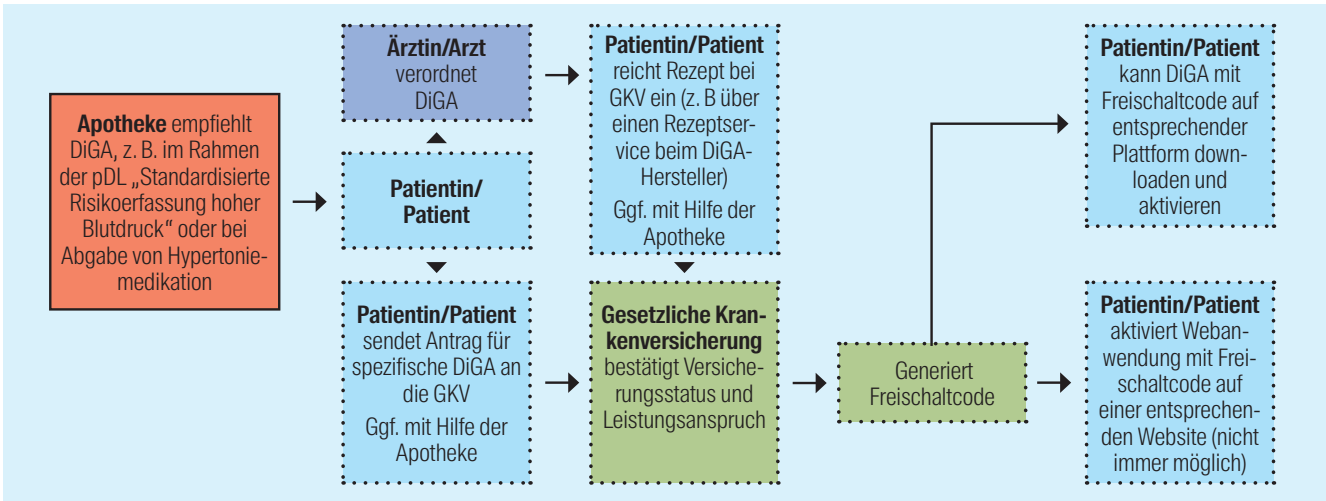 Apotheke empfiehlt
DiGA, z. B. im Rahmen
der pDL „Standardisierte
Risikoerfassung hoher
Blutdruck“ oder bei
Abgabe von Hypertonie-
medikation
Ärztin/Arzt
verordnet
DiGA
Patientin/
Patient
Patientin/Patient
sendet Antrag für
spezifische DiGA an
die GKV
Ggf. mit Hilfe der
Apotheke
Patientin/Patient
reicht Rezept bei
GKV ein (z. B über
einen Rezeptser-
vice beim DiGA-
Hersteller)
Ggf. mit Hilfe der
Apotheke
Gesetzliche Kran-
kenversicherung
bestätigt Versiche-
rungsstatus und
Leistungsanspruch
Generiert
Freischaltcode
Patientin/Patient
kann DiGA mit
Freischaltcode auf
entsprechender
Plattform down-
loaden und
aktivieren
Patientin/Patient
aktiviert Weban-
wendung mit Frei-
schaltcode auf
einer entsprechen-
den Website (nicht
immer möglich)